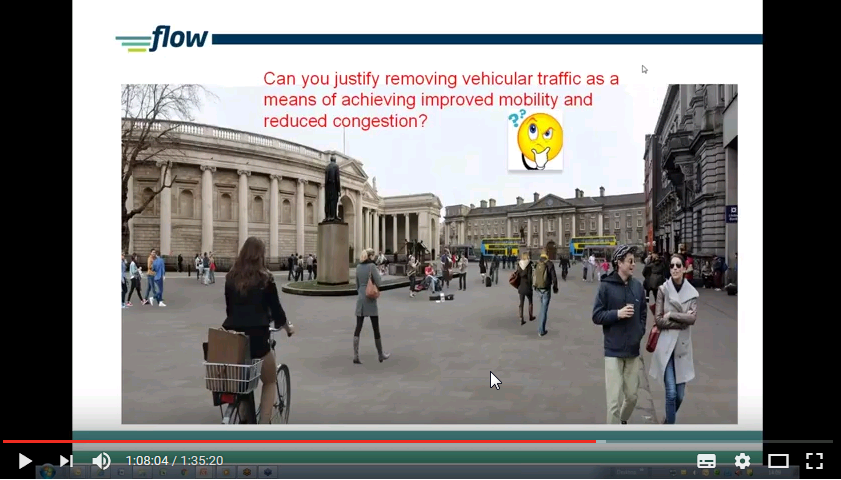 flow
Can you justify removing vehicular traffic as a
means of achieving improved mobility and
reduced congestion?
??
1:08:04 / 1:35:20